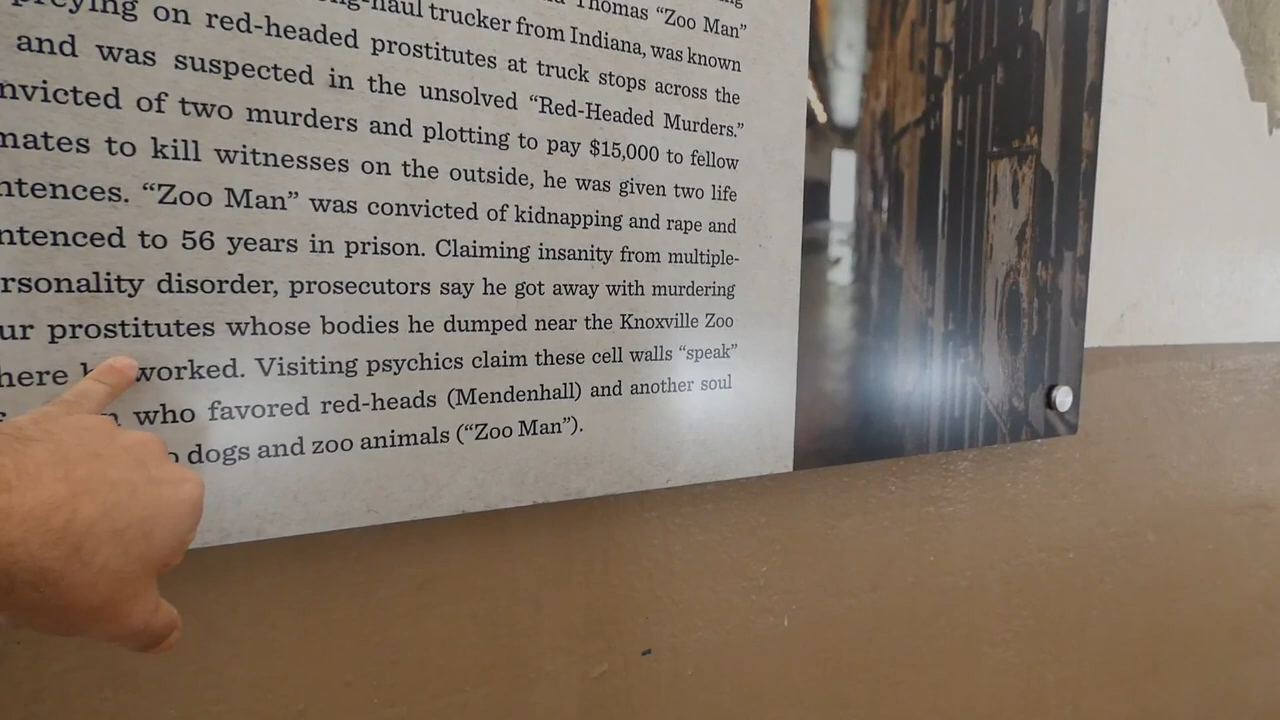 Thomas “Zoo Man”
-haul trucker from Indiana, was known
preying on red-headed prostitutes at truck stops across the
and was suspected in the unsolved “Red-Headed Murders.”
nvicted of two murders and plotting to pay $15,000 to fellow
mates to kill witnesses on the outside, he was given two life
ntences. “Zoo Man” was convicted of kidnapping and rape and
ntenced to 56 years in prison. Claiming insanity from multiple-
rsonality disorder, prosecutors say he got away with murdering
ur prostitutes whose bodies he dumped near the Knoxville Zoo
here worked. Visiting psychics claim these cell walls “speak”
who favored red-heads (Mendenhall) and another soul
dogs and zoo animals (“Zoo Man”).